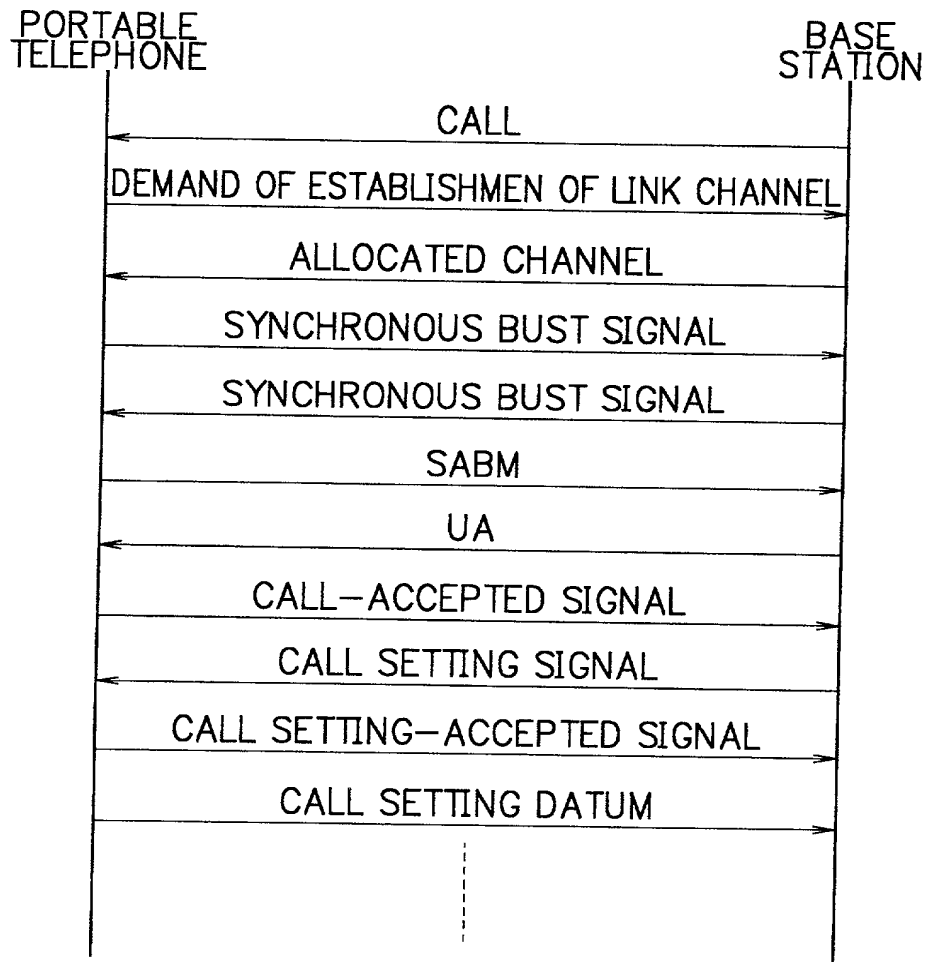 PORTABLE
TELEPHONE
BASE
STATION
CALL
DEMAND OF ESTABLISHMEN OF LINK CHANNEL
ALLOCATED CHANNEL
SYNCHRONOUS BUST SIGNAL
SYNCHRONOUS BUST SIGNAL
SABM
UA
CALL-ACCEPTED SIGNAL
CALL SETTING SIGNAL
CALL SETTING-ACCEPTED SIGNAL
CALL SETTING DATUM